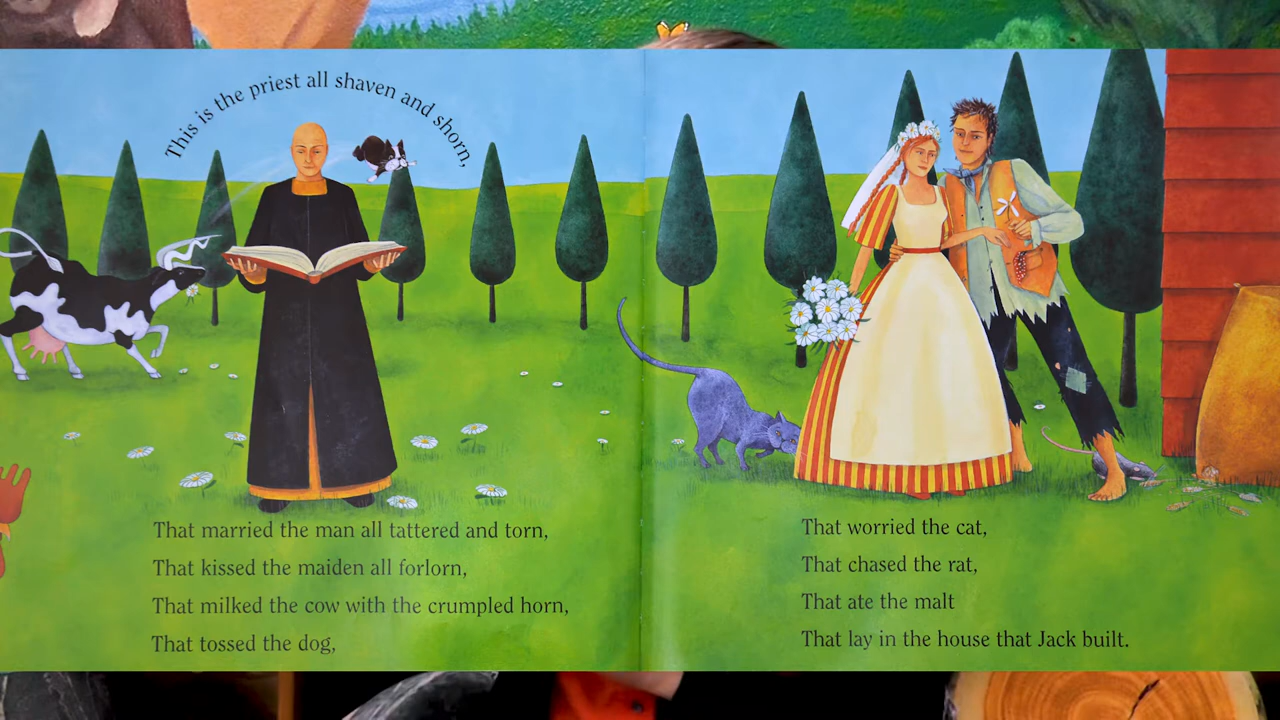 This is the priest all shaven and shorn,
That married the man all tattered and torn,
That kissed the maiden all forlorn,
That milked the cow with the crumpled horn,
That tossed the dog,
That worried the cat,
That chased the rat,
That ate the malt
That lay in the house that Jack built.